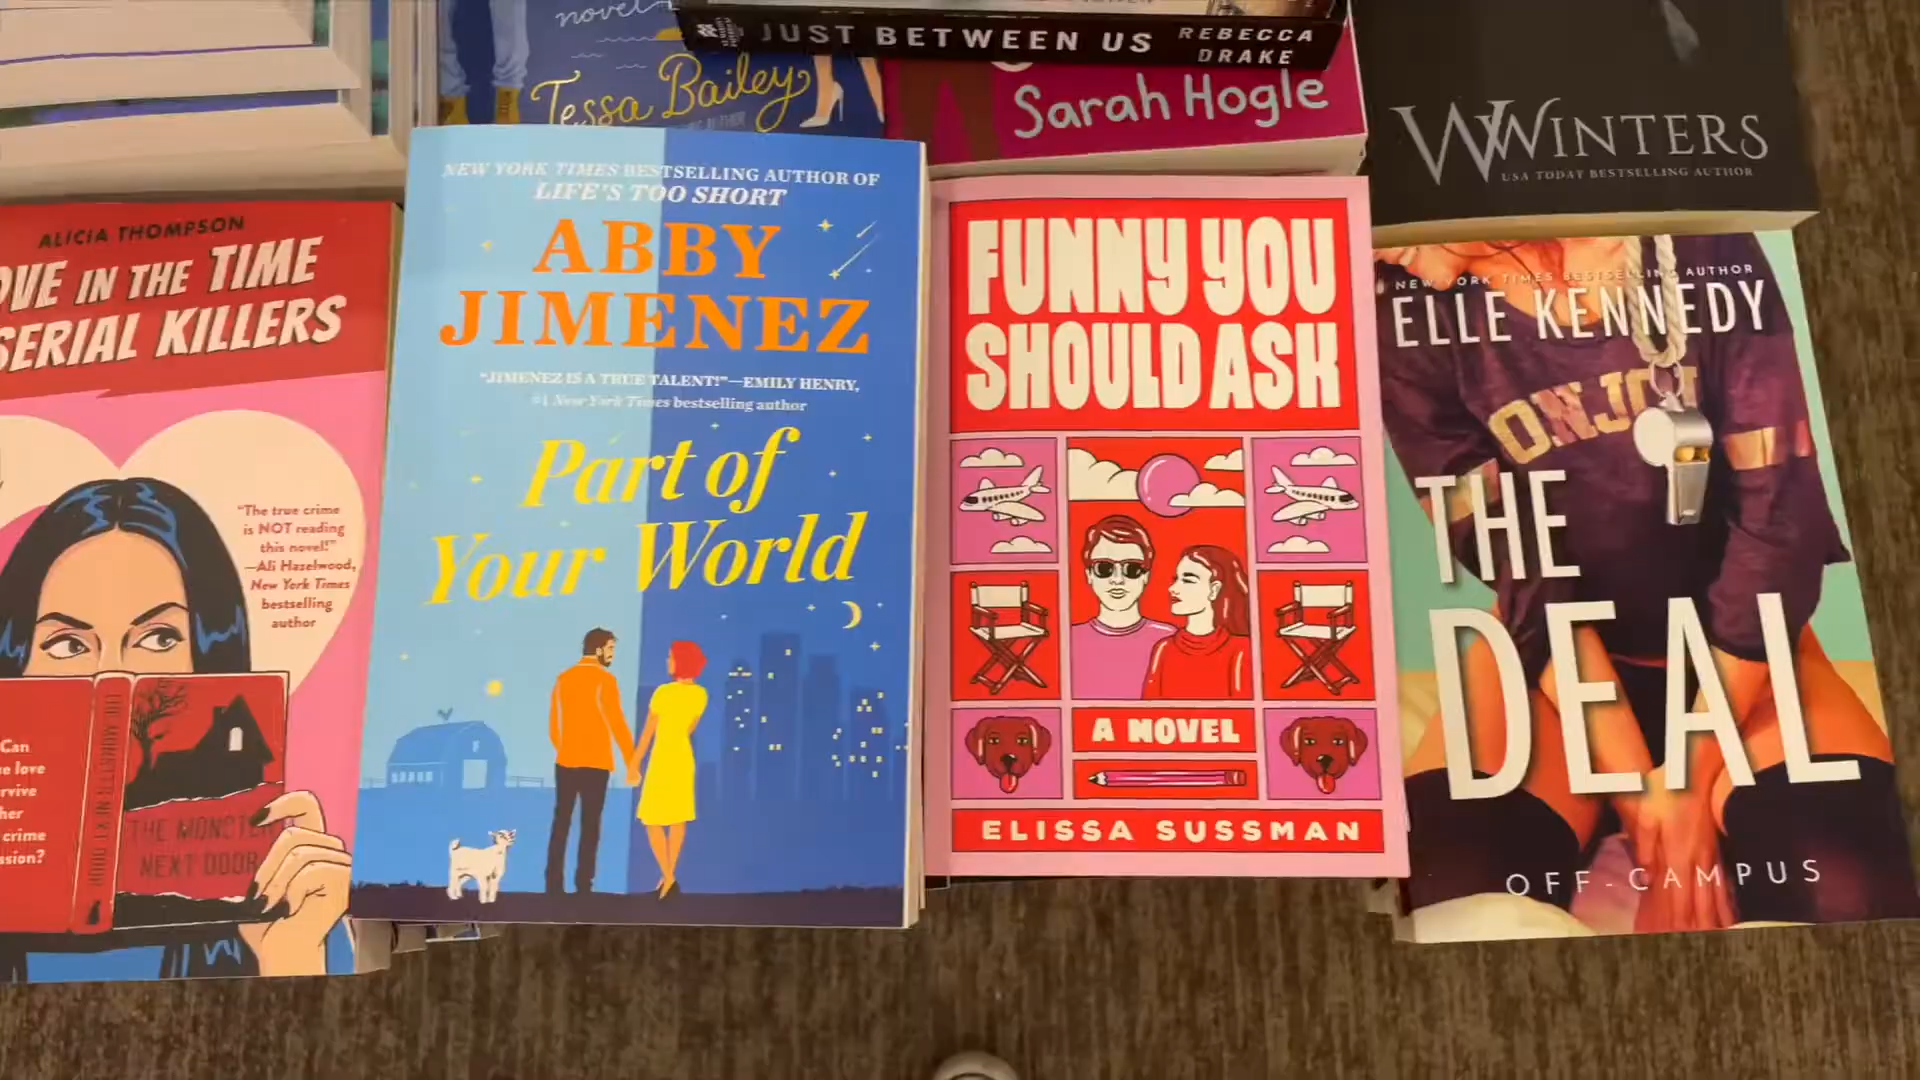 novel
Tessa Bailey
JUST BETWEEN US
REBECCA
DRAKE
Sarah Hogle
WINTERS
USA TODAY BESTSELLING AUTHOR
ALICIA THOMPSON
IN THE TIME
SERIAL KILLERS
"The true crime
is NOT reading
this novel!"
—Ali Hazelwood,
New York Times
bestselling
author
Can
love
crime
THE MONSTER NEXT DOOR
THE MONSTER
NEXT DOOR
NEW YORK TIMES BESTSELLING AUTHOR OF
LIFE'S TOO SHORT
ABBY
JIMENEZ
"JIMENEZ IS A TRUE TALENT!"—EMILY HENRY,
#1 New York Times bestselling author
Part of
Your World
FUNNY YOU
SHOULD ASK
A NOVEL
ELISSA SUSSMAN
NEW YORK TIMES BESTSELLING AUTHOR
ELLE KENNEDY
THE
DEAL
OFF-CAMPUS